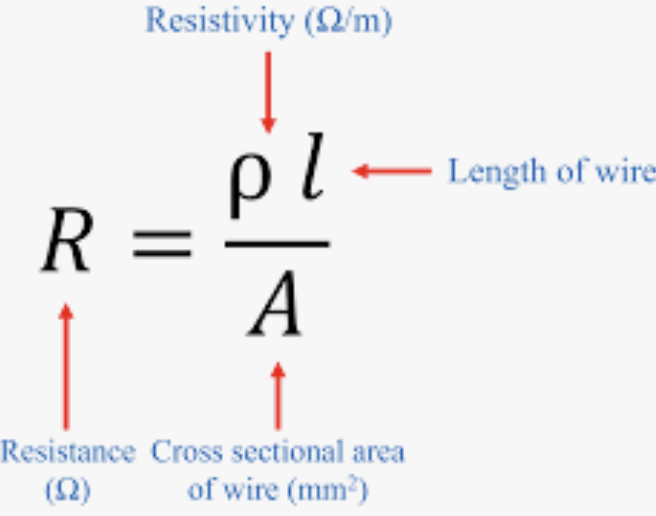 Resistivity (Ω/m)
ρ l
Length of wire
R =
A
Resistance
(Ω)
Cross sectional area
of wire (mm²)